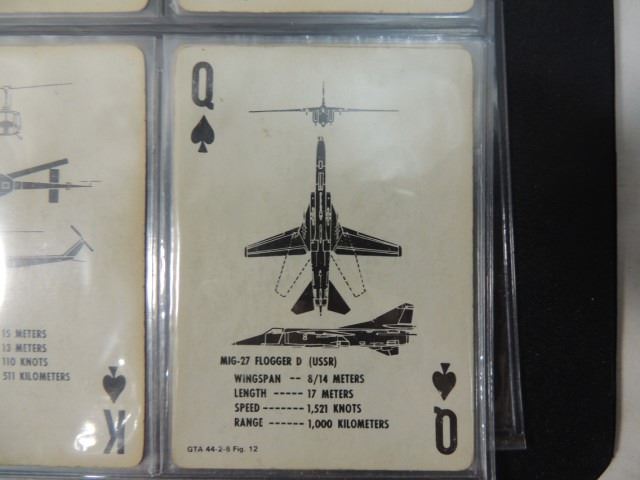 Q
MIG-27 FLOGGER D (USSR)
WINGSPAN -- 8/14 METERS
LENGTH ----- 17 METERS
SPEED -------- 1,521 KNOTS
RANGE ------- 1,000 KILOMETERS
GTA 44-2-6 Fig. 12
Q
15 METERS
13 METERS
110 KNOTS
511 KILOMETERS
K